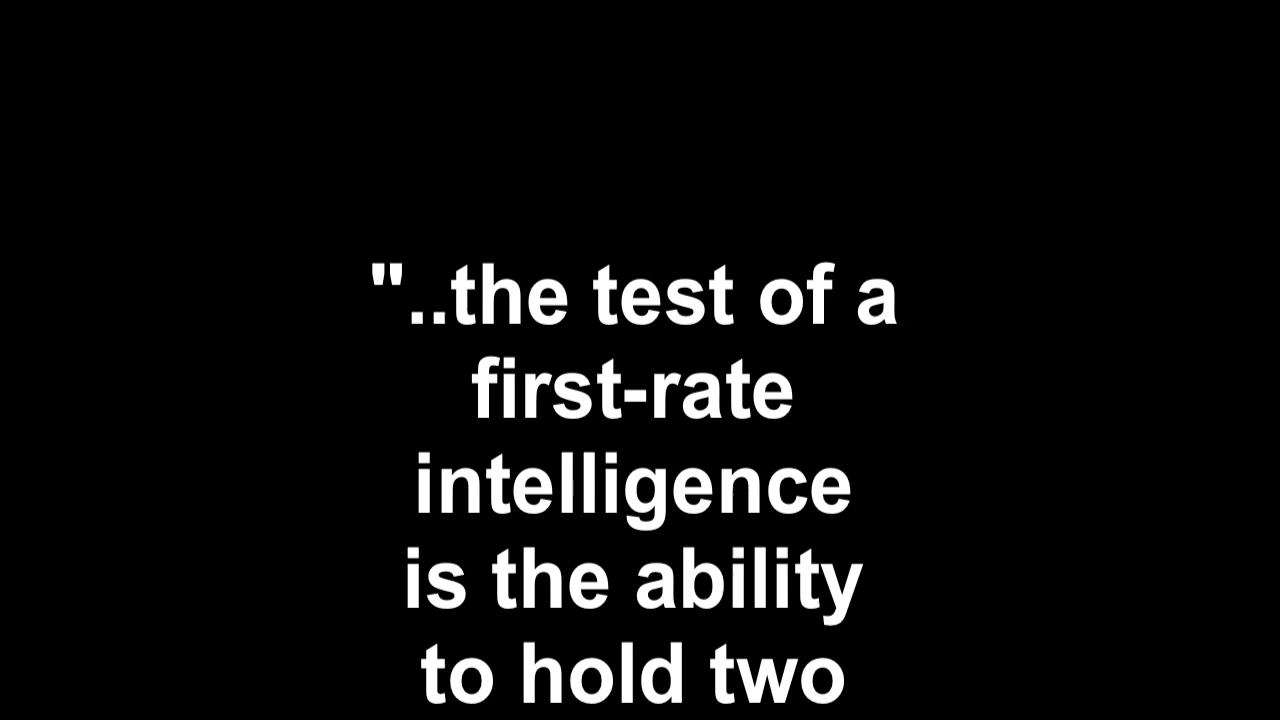 "..the test of a
first-rate
intelligence
is the ability
to hold two